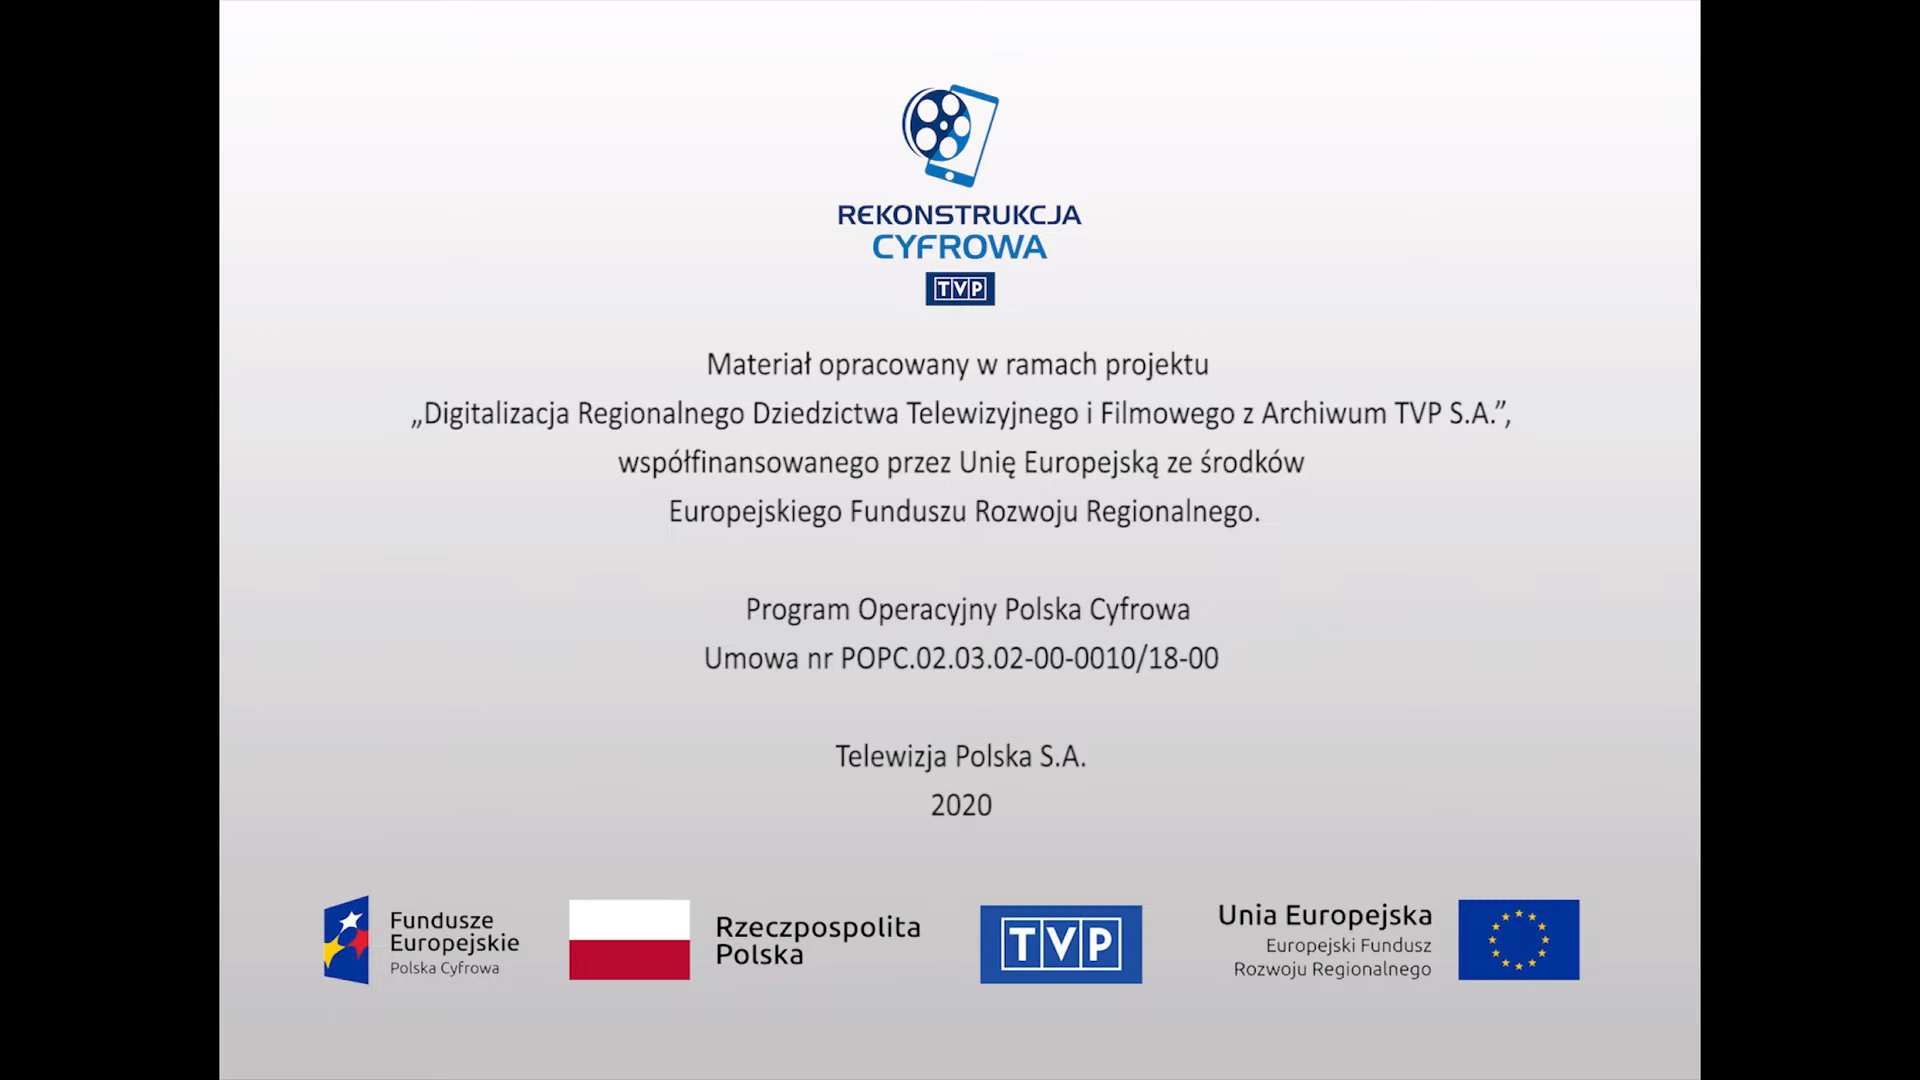 REKONSTRUKCJA
CYFROWA
TVP
Materiał opracowany w ramach projektu
„Digitalizacja Regionalnego Dziedzictwa Telewizyjnego i Filmowego z Archiwum TVP S.A.”,
współfinansowanego przez Unię Europejską ze środków
Europejskiego Funduszu Rozwoju Regionalnego.
Program Operacyjny Polska Cyfrowa
Umowa nr POPC.02.03.02-00-0010/18-00
Telewizja Polska S.A.
2020
Fundusze
Europejskie
Polska Cyfrowa
Rzeczpospolita
Polska
TVP
Unia Europejska
Europejski Fundusz
Rozwoju Regionalnego